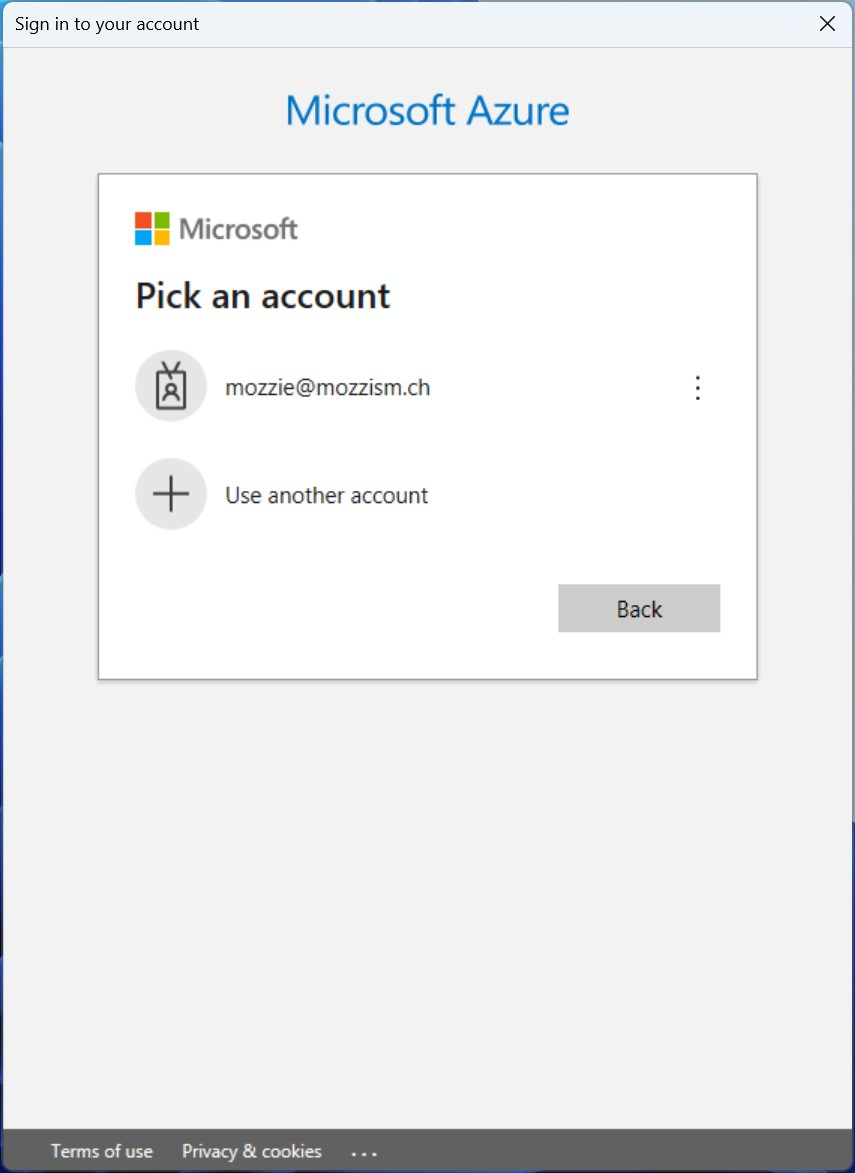 Sign in to your account
Microsoft Azure
Microsoft
Pick an account
mozzie@mozzism.ch
Use another account
Back
Terms of use Privacy & cookies ...